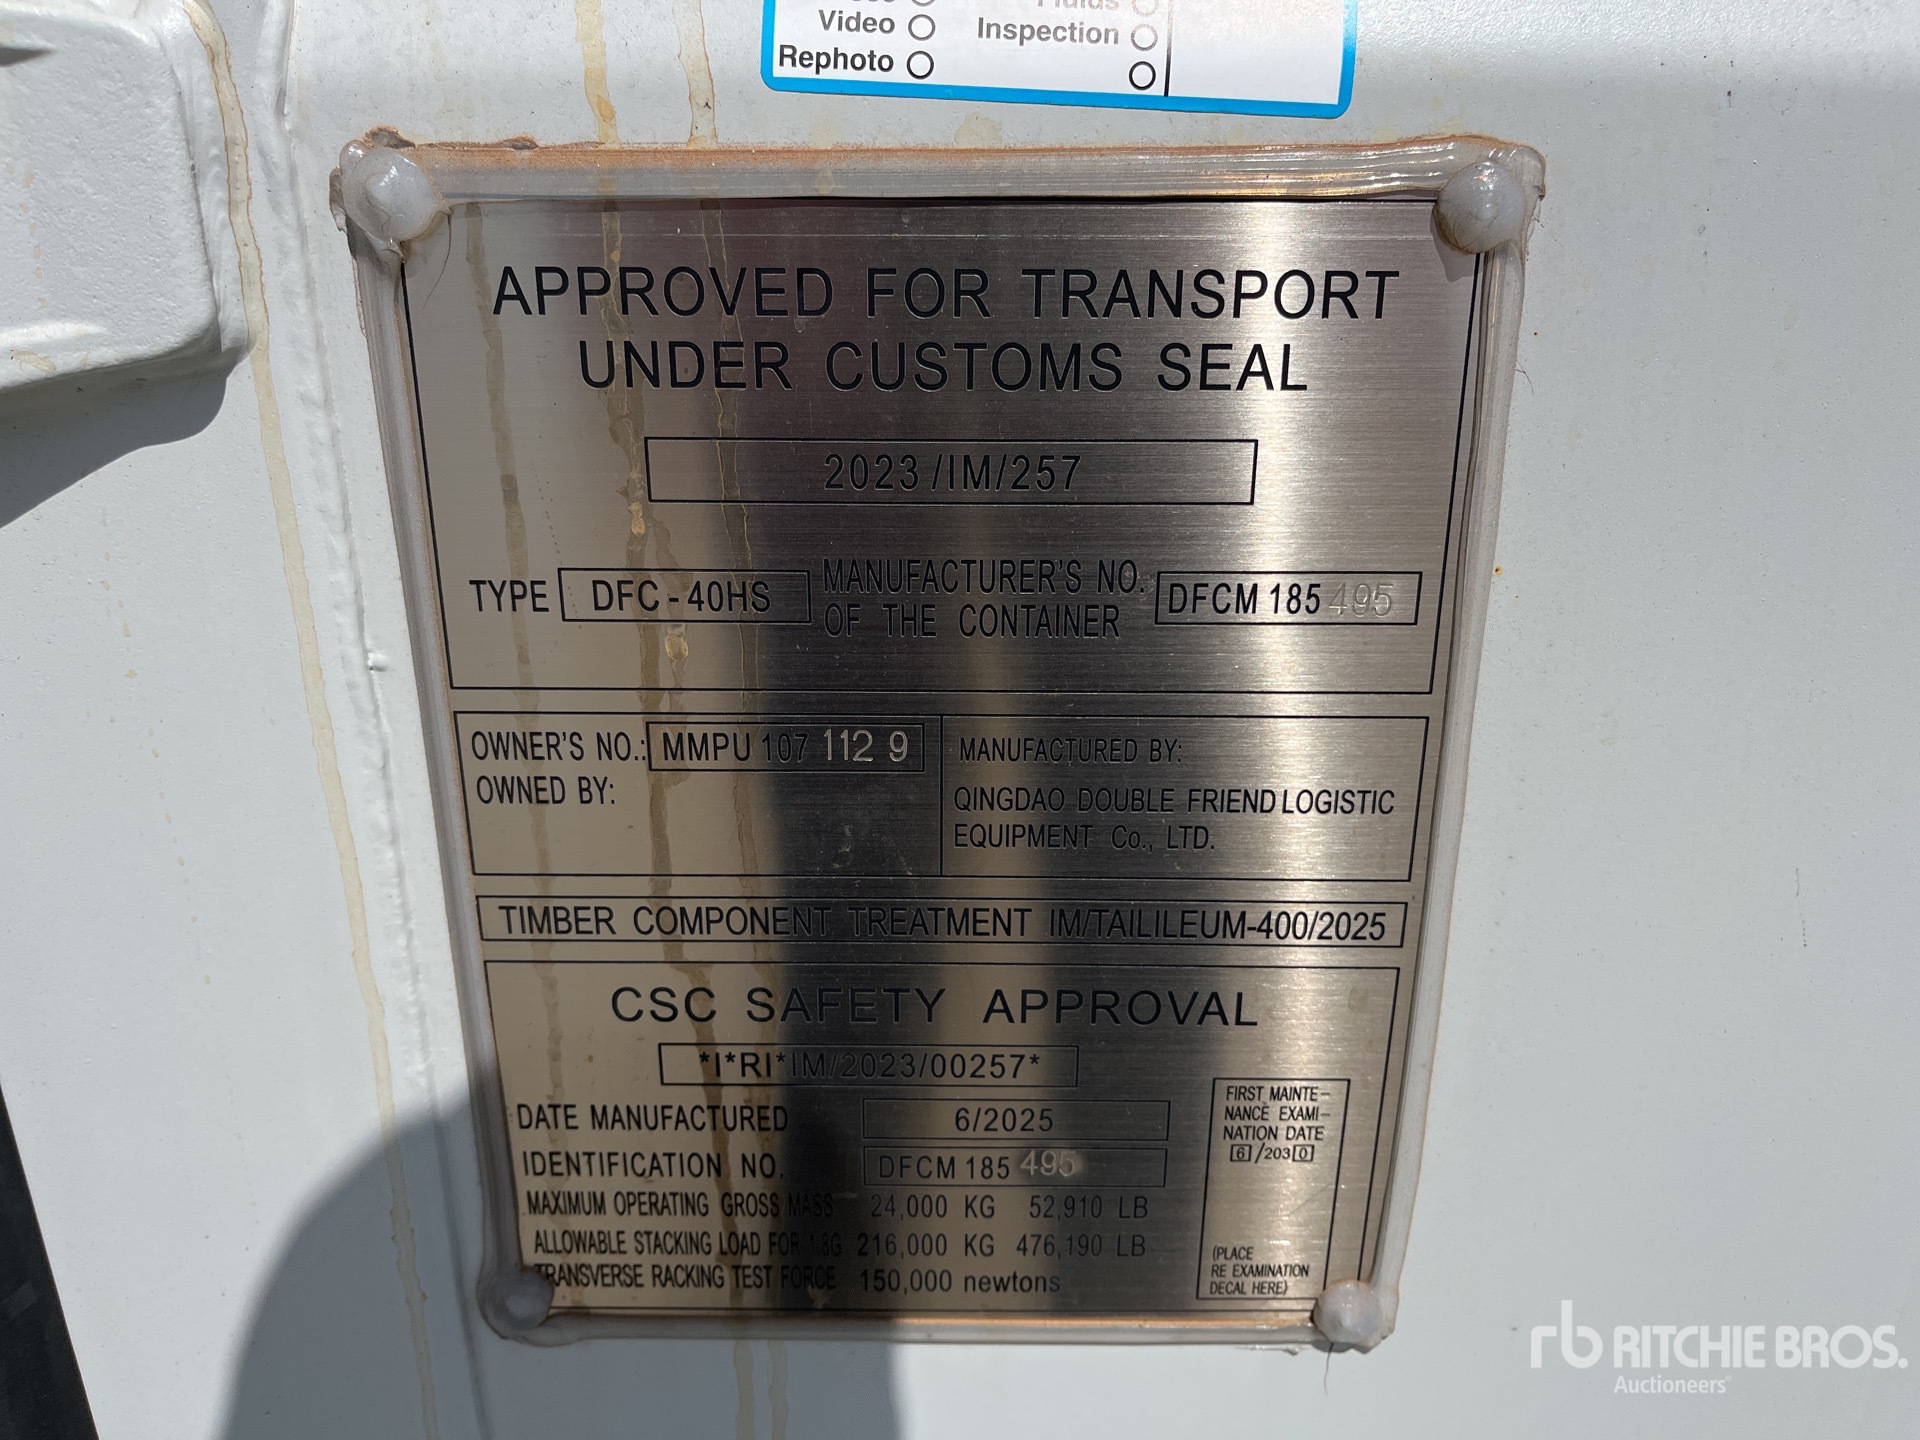 Fluids
Video
Inspection
Rephoto
APPROVED FOR TRANSPORT
UNDER CUSTOMS SEAL
2023/IM/257
TYPE DFC-40HS MANUFACTURER'S NO. OF THE CONTAINER DFCM 185 495
OWNER'S NO.: MMPU 107 112 9
OWNED BY:
MANUFACTURED BY:
QINGDAO DOUBLE FRIEND LOGISTIC
EQUIPMENT Co., LTD.
TIMBER COMPONENT TREATMENT IM/TAILILEUM-400/2025
CSC SAFETY APPROVAL
*I*RI*IM/2023/00257*
DATE MANUFACTURED 6/2025
IDENTIFICATION NO. DFCM 185 495
MAXIMUM OPERATING GROSS MASS 24,000 KG 52,910 LB
ALLOWABLE STACKING LOAD FOR 1.8G 216,000 KG 476,190 LB
TRANSVERSE RACKING TEST FORCE 150,000 newtons
FIRST MAINTE-
NANCE EXAMI-
NATION DATE
6/2030
(PLACE
RE EXAMINATION
DECAL HERE)
rb RITCHIE BROS.
Auctioneers